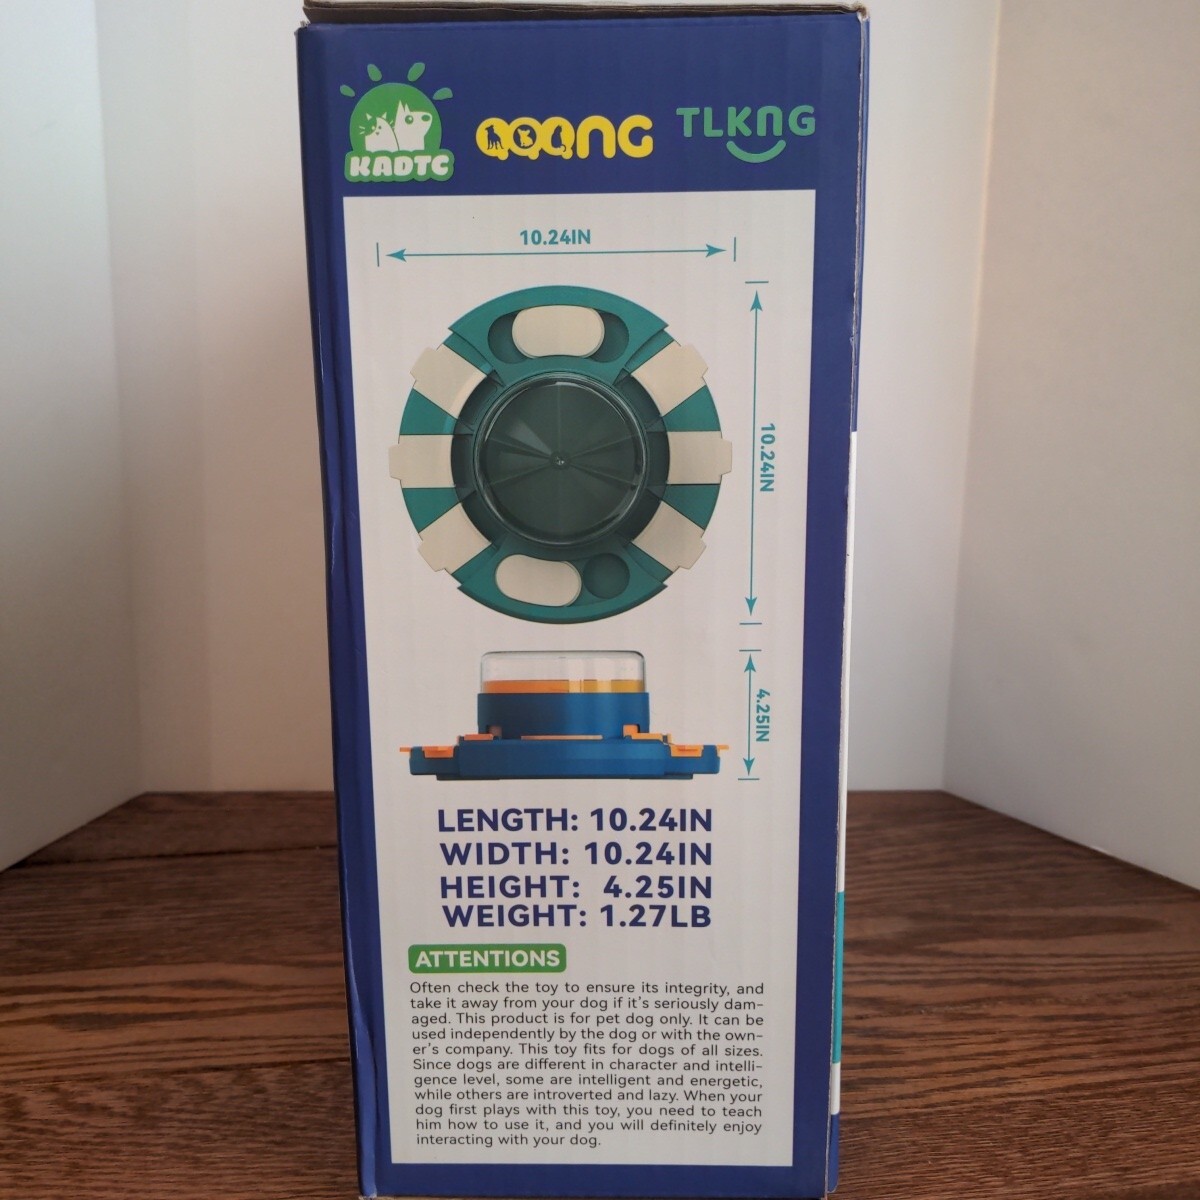 KADTC
QQQNG
TLKNG
10.24IN
10.24IN
4.25IN
LENGTH: 10.24IN
WIDTH: 10.24IN
HEIGHT: 4.25IN
WEIGHT: 1.27LB
ATTENTIONS
Often check the toy to ensure its integrity, and
take it away from your dog if it's seriously dam-
aged. This product is for pet dog only. It can be
used independently by the dog or with the own-
er's company. This toy fits for dogs of all sizes.
Since dogs are different in character and intelli-
gence level, some are intelligent and energetic,
while others are introverted and lazy. When your
dog first plays with this toy, you need to teach
him how to use it, and you will definitely enjoy
interacting with your dog.